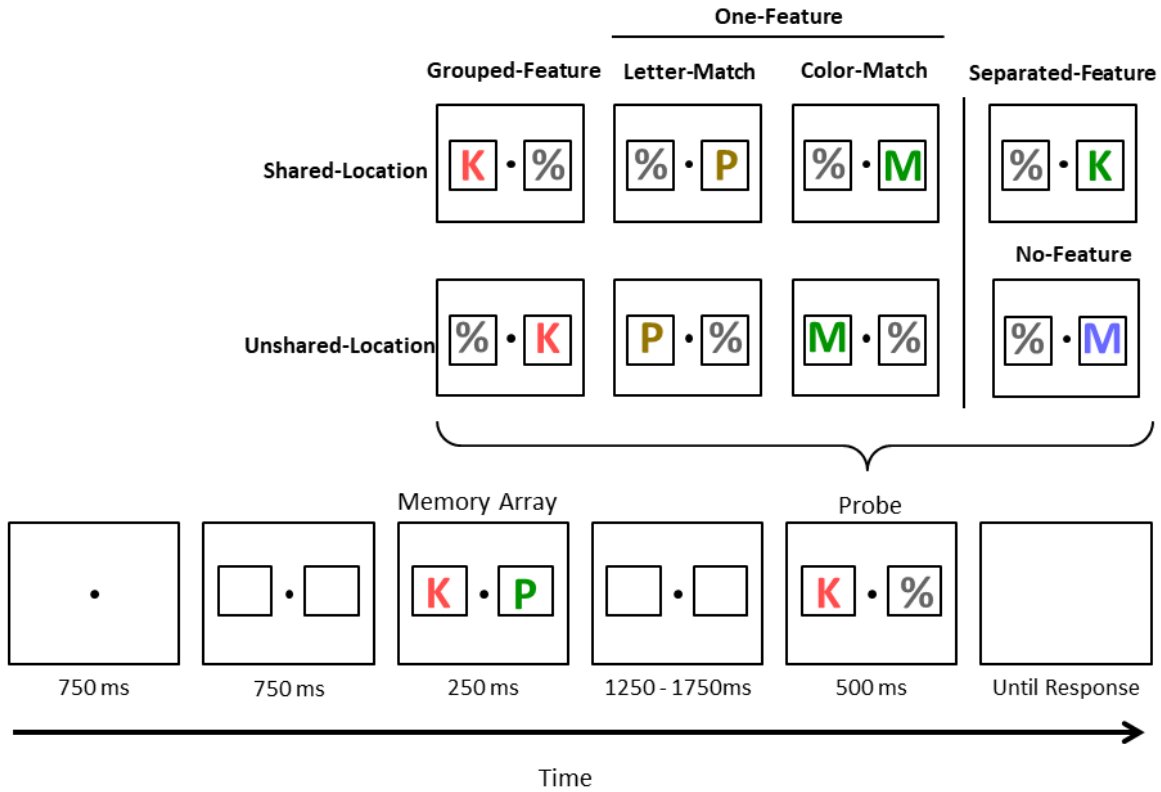 One-Feature
Grouped-Feature Letter-Match Color-Match Separated-Feature
Shared-Location K • % % • P % • M % • K
No-Feature
Unshared-Location % • K P • % M • % % • M
Memory Array Probe
• • K • P • K • %
750 ms 750 ms 250 ms 1250 - 1750ms 500 ms Until Response
Time